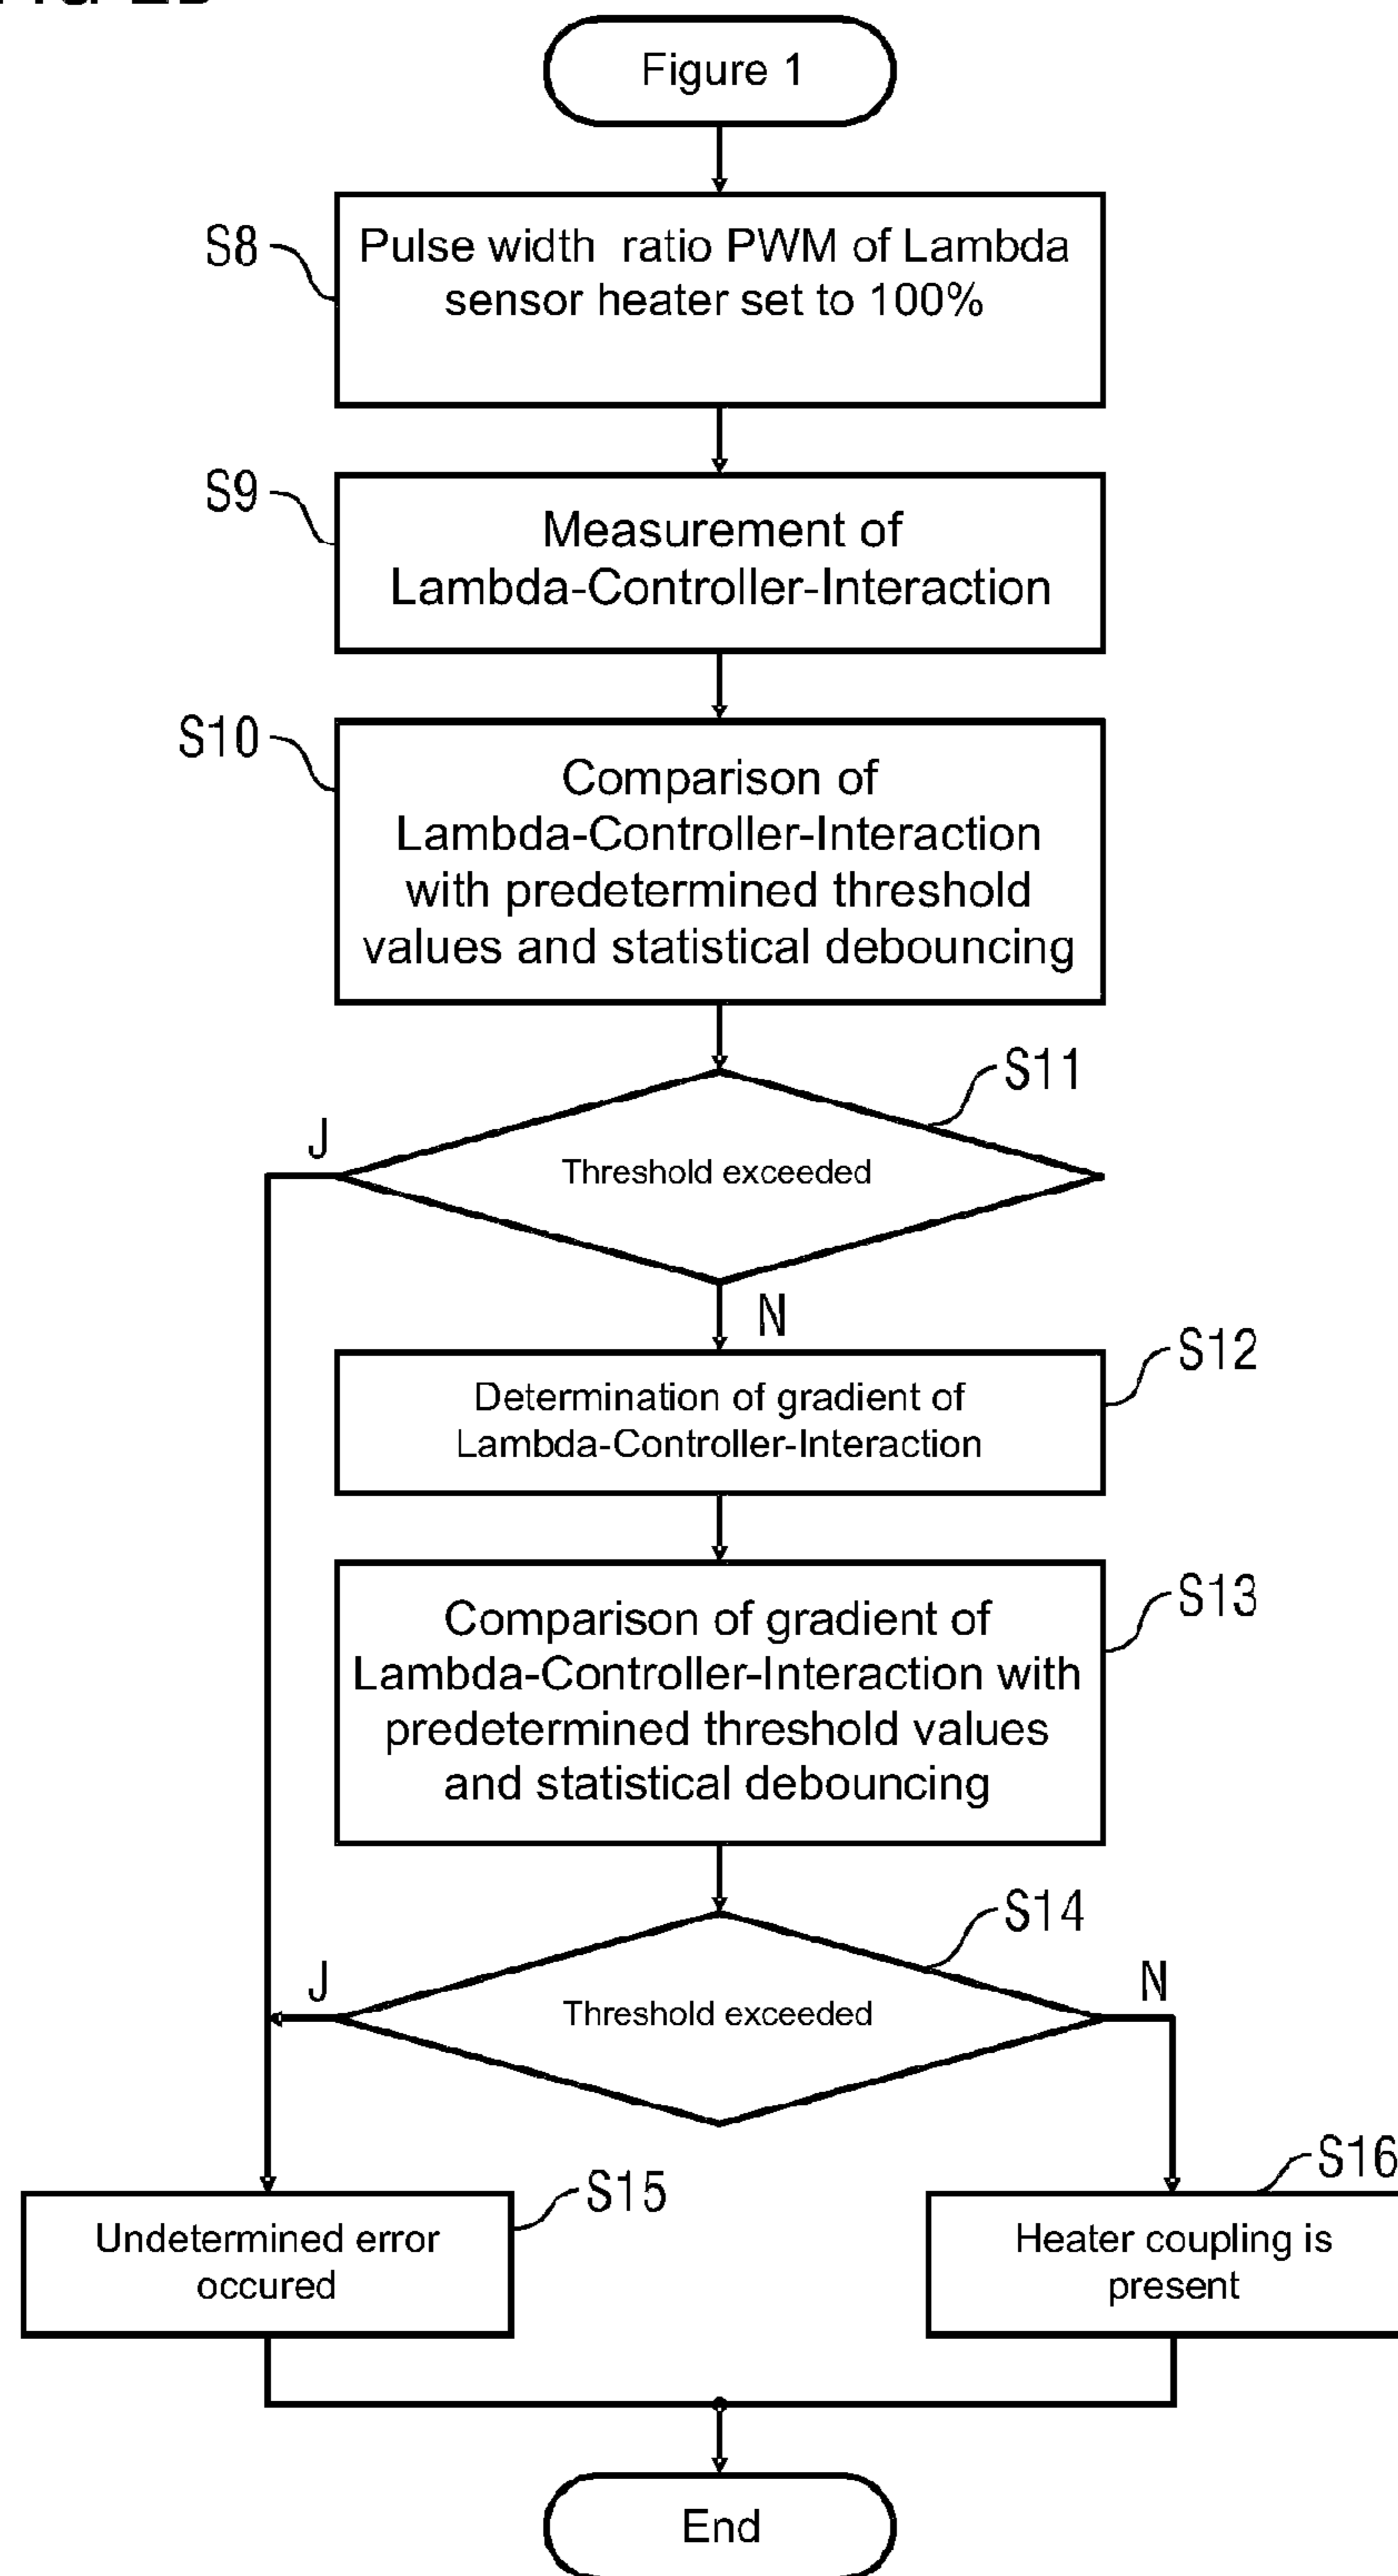 Figure 1
S8
Pulse width ratio PWM of Lambda
sensor heater set to 100%
S9
Measurement of
Lambda-Controller-Interaction
S10
Comparison of
Lambda-Controller-Interaction
with predetermined threshold
values and statistical debouncing
S11
J
Threshold exceeded
N
S12
Determination of gradient of
Lambda-Controller-Interaction
S13
Comparison of gradient of
Lambda-Controller-Interaction with
predetermined threshold values
and statistical debouncing
S14
J
N
Threshold exceeded
S15
S16
Undetermined error
occured
Heater coupling is
present
End